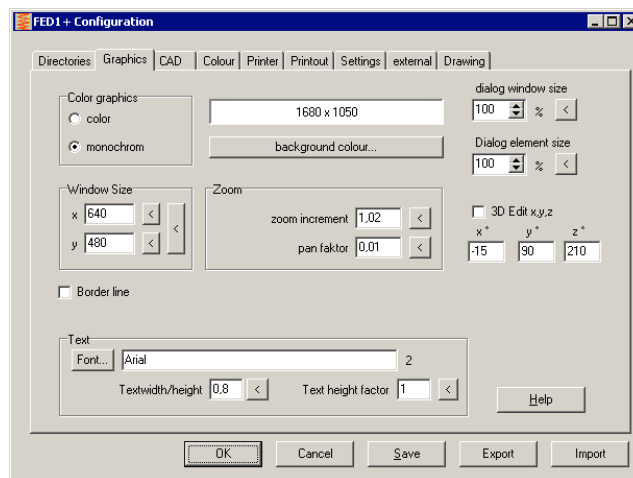 FED1+ Configuration
Directories Graphics CAD Colour Printer Printout Settings external Drawing
Color graphics
color
monochrom
1680 x 1050
background colour...
dialog window size
100 % <
Dialog element size
100 % <
Window Size
x 640 <
y 480 <
<
Zoom
zoom increment 1,02 <
pan faktor 0,01 <
3D Edit x,y,z
x ° y ° z °
-15 90 210
Border line
Text
Font... Arial 2
Textwidth/height 0,8 < Text height factor 1 <
Help
OK Cancel Save Export Import